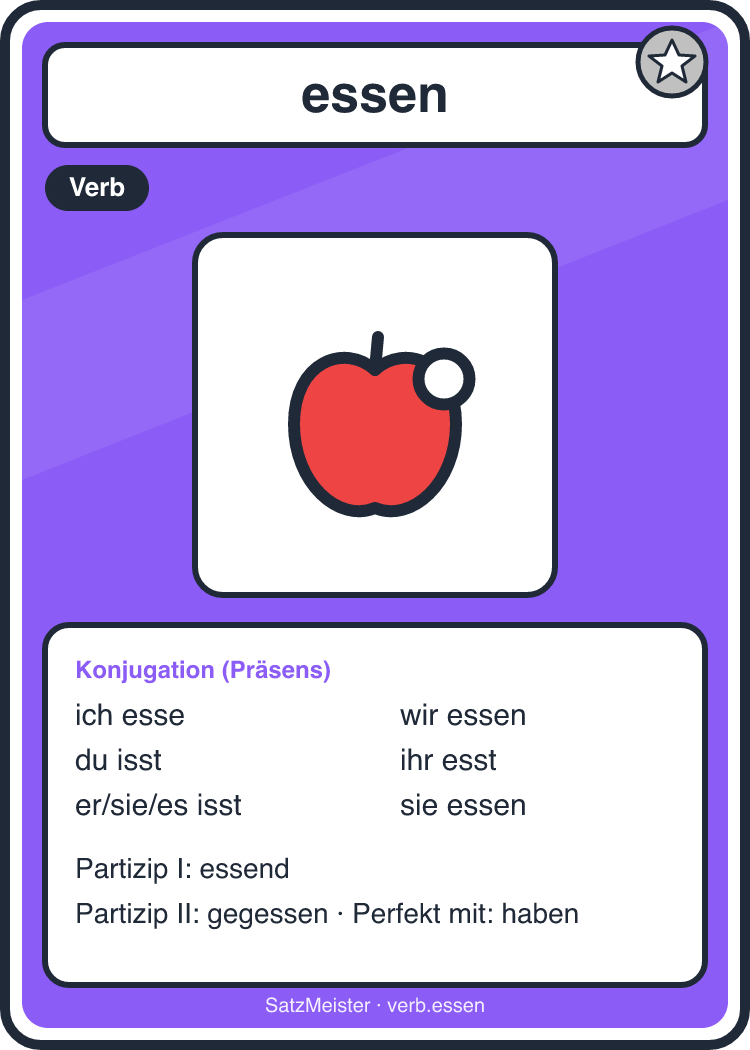 essen
Verb
Konjugation (Präsens)
ich esse
wir essen
du isst
ihr esst
er/sie/es isst
sie essen
Partizip I: essend
Partizip II: gegessen · Perfekt mit: haben
SatzMeister · verb.essen